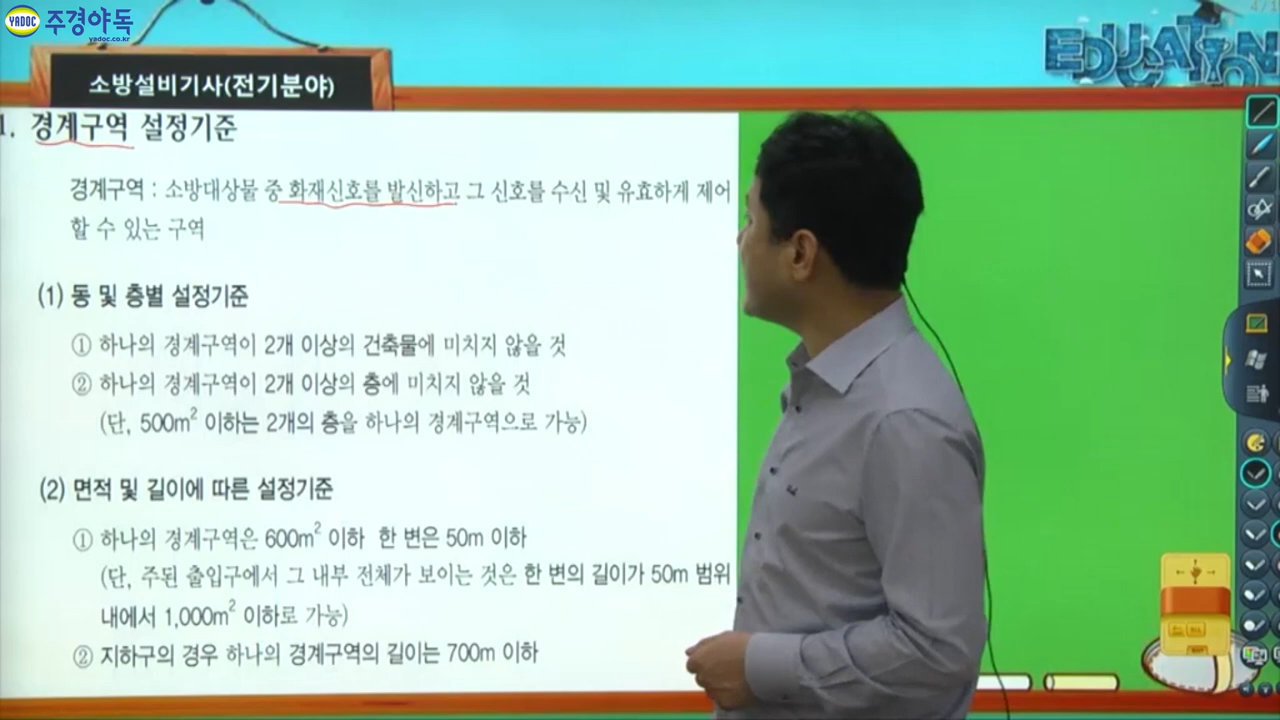 YADOC 주경야독
yadoc.co.kr
EDUCATION
소방설비기사(전기분야)
1. 경계구역 설정기준
경계구역 : 소방대상물 중 화재신호를 발신하고 그 신호를 수신 및 유효하게 제어
할 수 있는 구역
(1) 동 및 층별 설정기준
① 하나의 경계구역이 2개 이상의 건축물에 미치지 않을 것
② 하나의 경계구역이 2개 이상의 층에 미치지 않을 것
(단, 500m² 이하는 2개의 층을 하나의 경계구역으로 가능)
(2) 면적 및 길이에 따른 설정기준
① 하나의 경계구역은 600m² 이하 한 변은 50m 이하
(단, 주된 출입구에서 그 내부 전체가 보이는 것은 한 변의 길이가 50m 범위
내에서 1,000m² 이하로 가능)
② 지하구의 경우 하나의 경계구역의 길이는 700m 이하